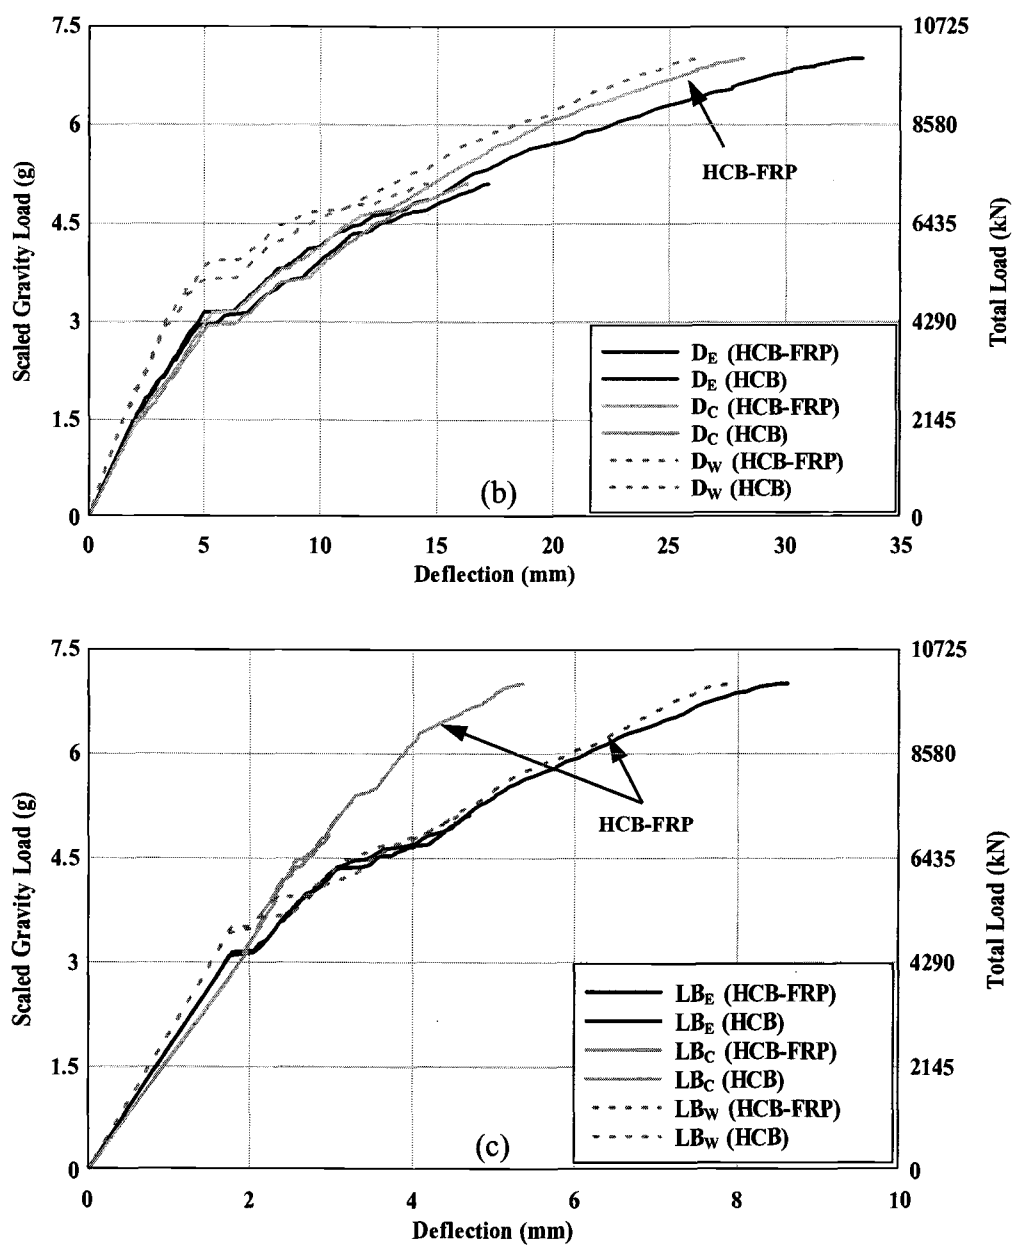 7.5
10725
6
8580
HCB-FRP
4.5
6435
3
4290
1.5
2145
0
0
Scaled Gravity Load (g)
Total Load (kN)
D_E (HCB-FRP)
D_E (HCB)
D_C (HCB-FRP)
D_C (HCB)
D_W (HCB-FRP)
D_W (HCB)
(b)
0 5 10 15 20 25 30 35
Deflection (mm)
7.5
10725
6
8580
HCB-FRP
4.5
6435
3
4290
1.5
2145
0
0
Scaled Gravity Load (g)
Total Load (kN)
LB_E (HCB-FRP)
LB_E (HCB)
LB_C (HCB-FRP)
LB_C (HCB)
LB_W (HCB-FRP)
LB_W (HCB)
(c)
0 2 4 6 8 10
Deflection (mm)